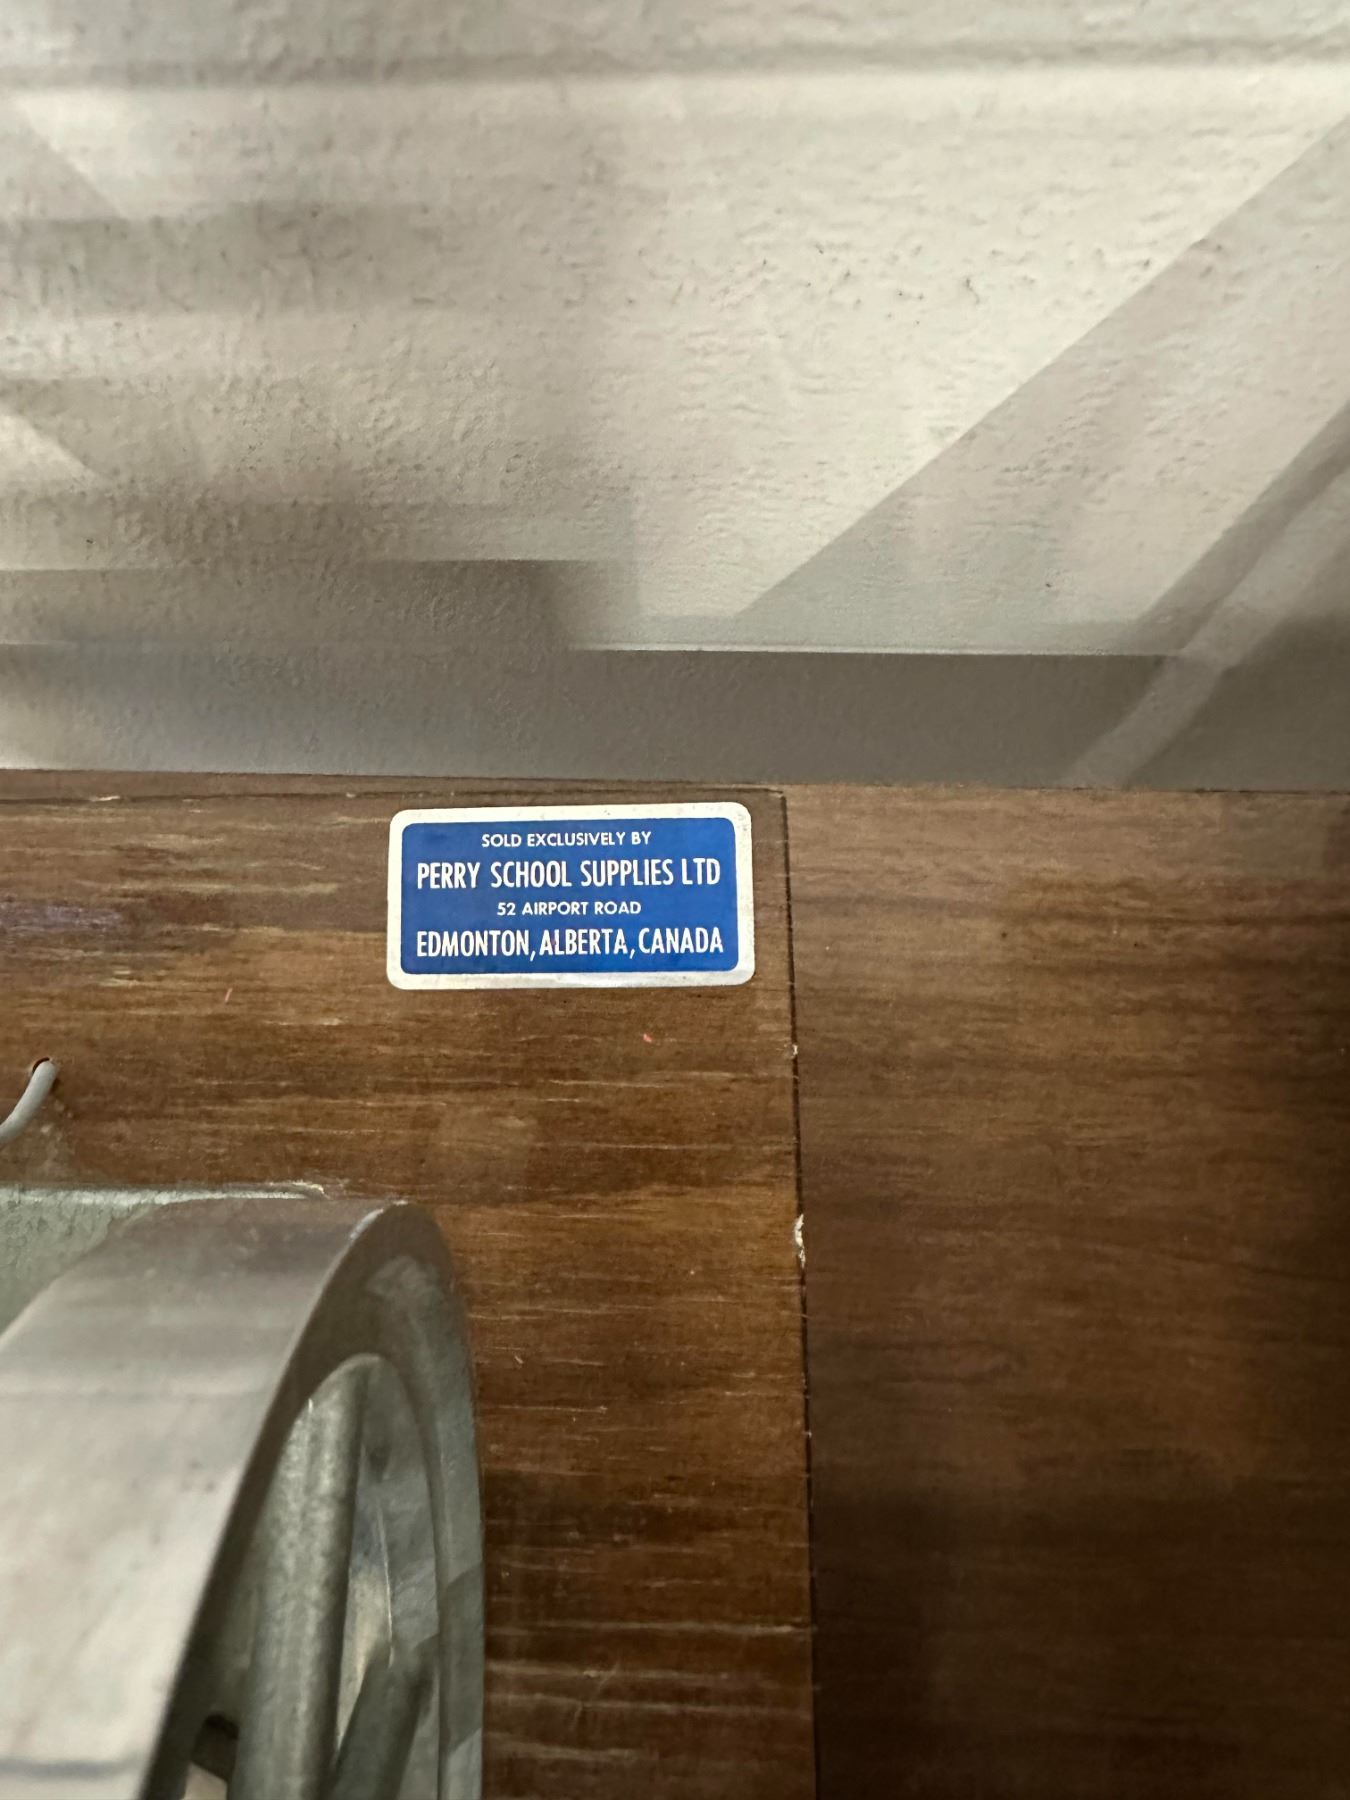 SOLD EXCLUSIVELY BY
PERRY SCHOOL SUPPLIES LTD
52 AIRPORT ROAD
EDMONTON, ALBERTA, CANADA